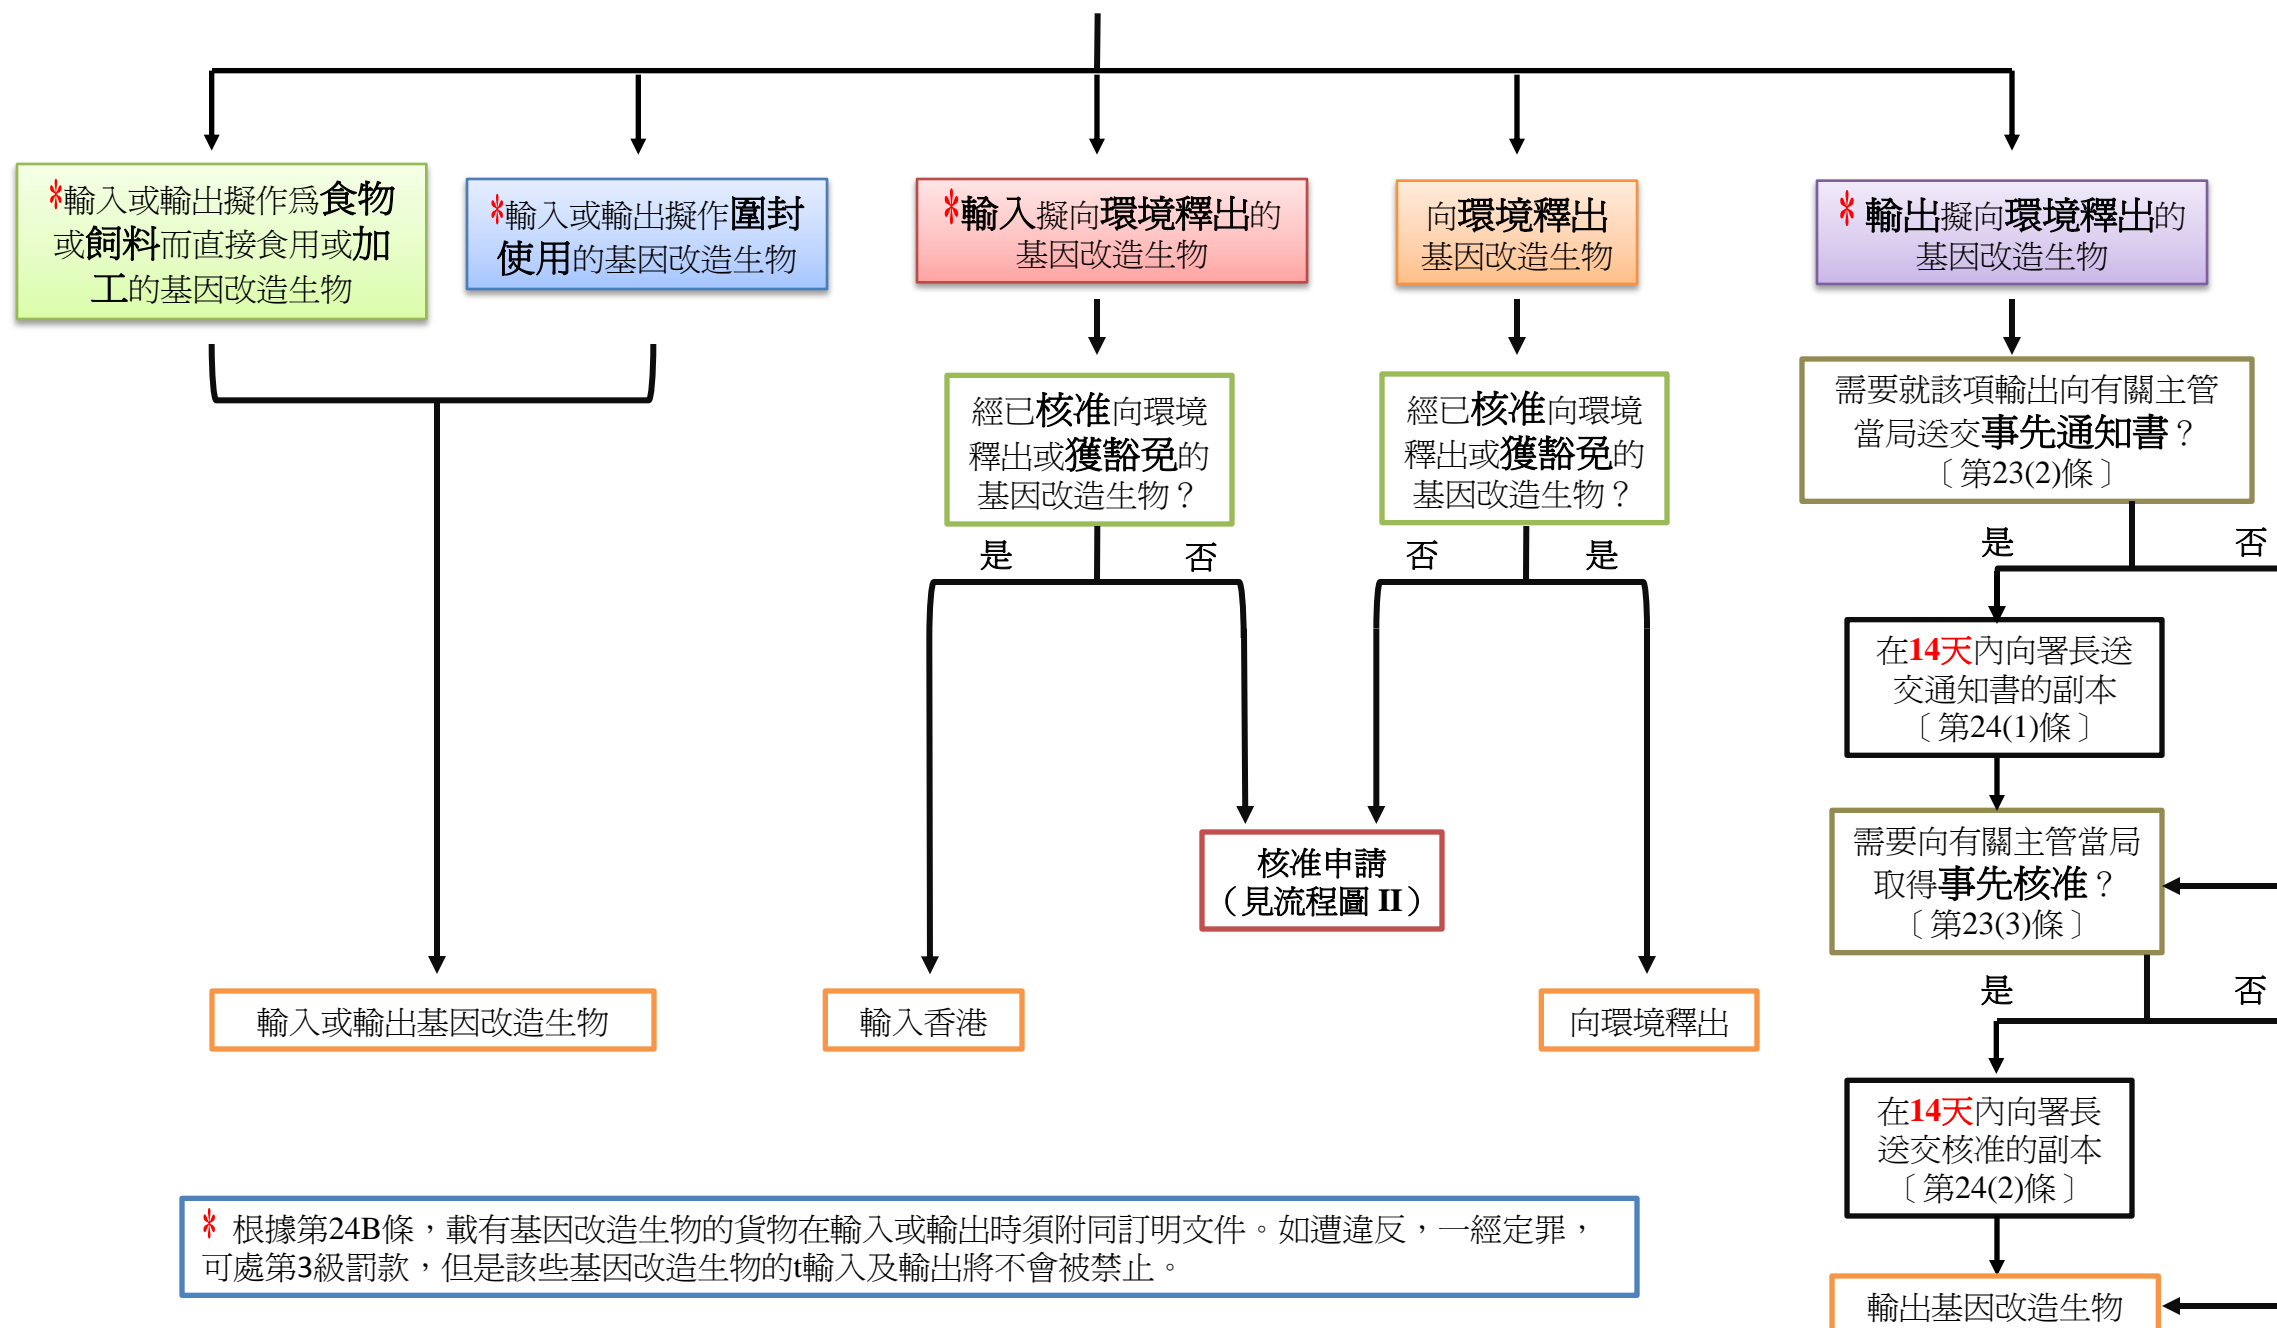 *輸入或輸出擬作為食物
或飼料而直接食用或加
工的基因改造生物
*輸入或輸出擬作圍封
使用的基因改造生物
*輸入擬向環境釋出的
基因改造生物
向環境釋出
基因改造生物
* 輸出擬向環境釋出的
基因改造生物
經已核准向環境
釋出或獲豁免的
基因改造生物？
是
否
經已核准向環境
釋出或獲豁免的
基因改造生物？
否
是
需要就該項輸出向有關主管
當局送交事先通知書？
〔第23(2)條〕
是
否
在14天內向署長送
交通知書的副本
〔第24(1)條〕
核准申請
（見流程圖 II）
需要向有關主管當局
取得事先核准？
〔第23(3)條〕
是
否
輸入或輸出基因改造生物
輸入香港
向環境釋出
在14天內向署長
送交核准的副本
〔第24(2)條〕
輸出基因改造生物
* 根據第24B條，載有基因改造生物的貨物在輸入或輸出時須附同訂明文件。如遭違反，一經定罪，
可處第3級罰款，但是該些基因改造生物的t輸入及輸出將不會被禁止。